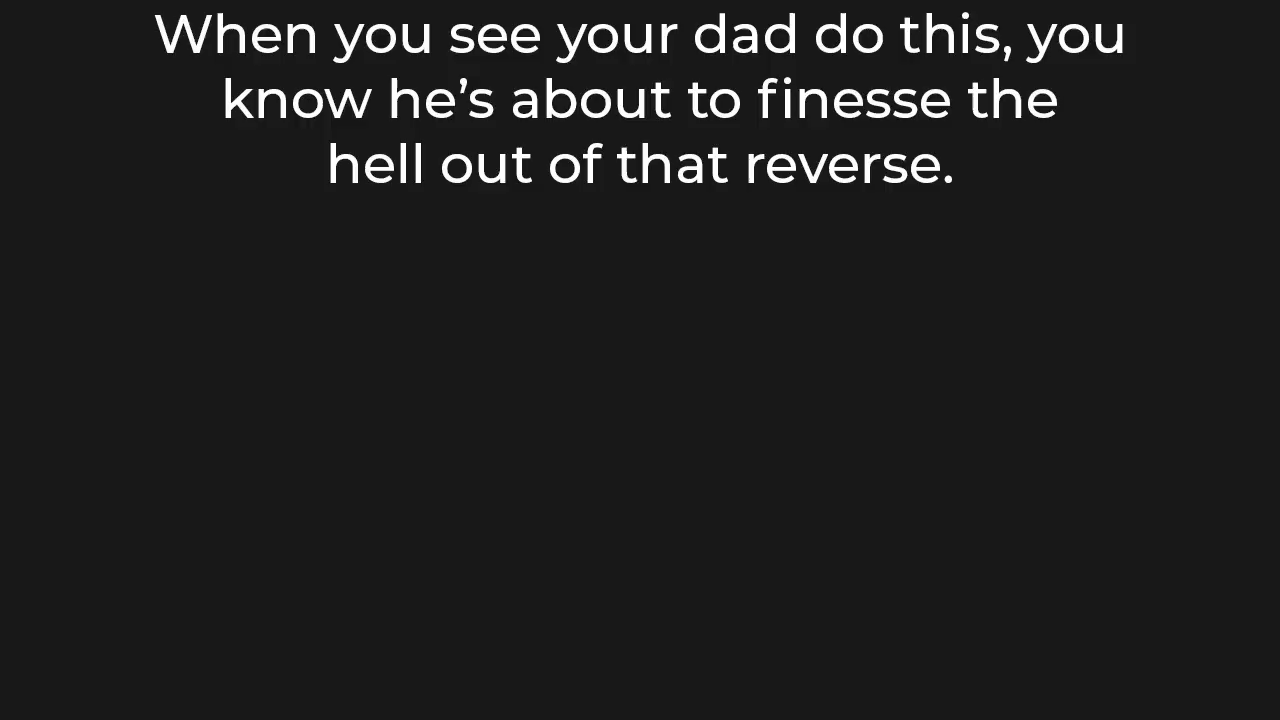 When you see your dad do this, you
know he’s about to finesse the
hell out of that reverse.